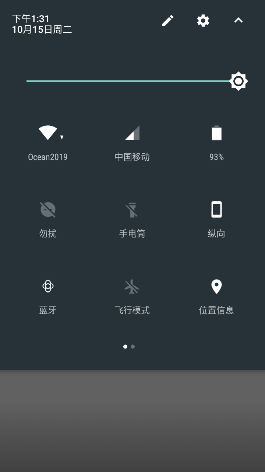 下午1:31
10月15日周二
Ocean2019
中国移动
93%
勿扰
手电筒
纵向
蓝牙
飞行模式
位置信息